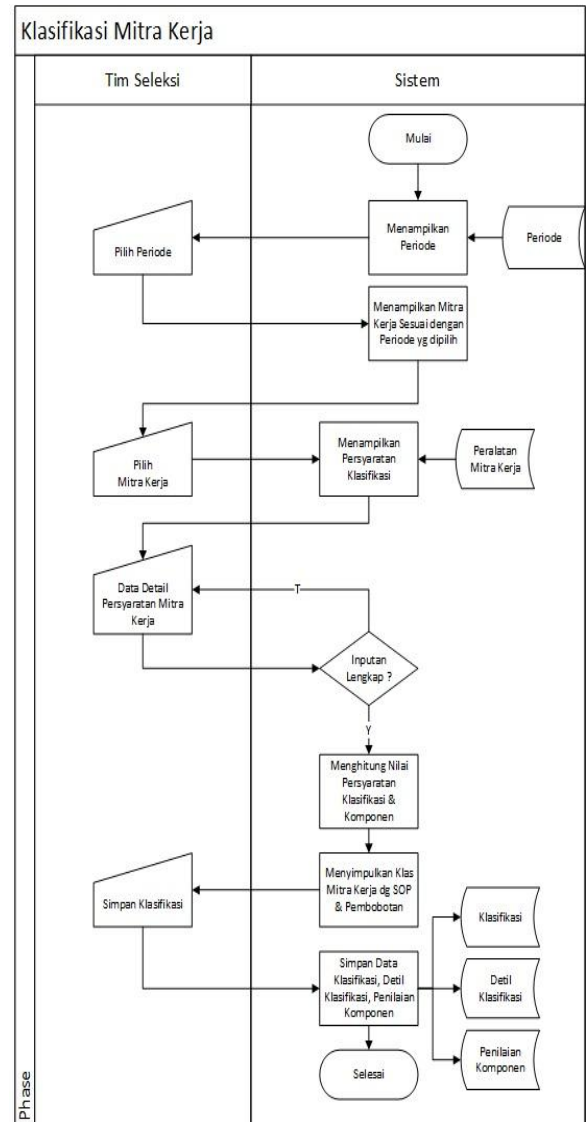 Klasifikasi Mitra Kerja
Tim Seleksi
Sistem
Mulai
Pilih Periode
Menampilkan
Periode
Periode
Menampilkan Mitra
Kerja Sesuai dengan
Periode yg dipilih
Pilih
Mitra Kerja
Menampilkan
Persyaratan
Klasifikasi
Peralatan
Mitra Kerja
Data Detail
Persyaratan Mitra
Kerja
T
Inputan
Lengkap ?
Y
Menghitung Nilai
Persyaratan
Klasifikasi &
Komponen
Simpan Klasifikasi
Menyimpulkan Klas
Mitra Kerja dg SOP
& Pembobotan
Klasifikasi
Simpan Data
Klasifikasi, Detil
Klasifikasi, Penilaian
Komponen
Detil
Klasifikasi
Penilaian
Komponen
Selesai
Phase